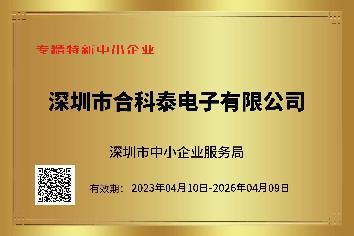 专精特新中小企业
深圳市合科泰电子有限公司
深圳市中小企业服务局
有效期： 2023年04月10日-2026年04月09日